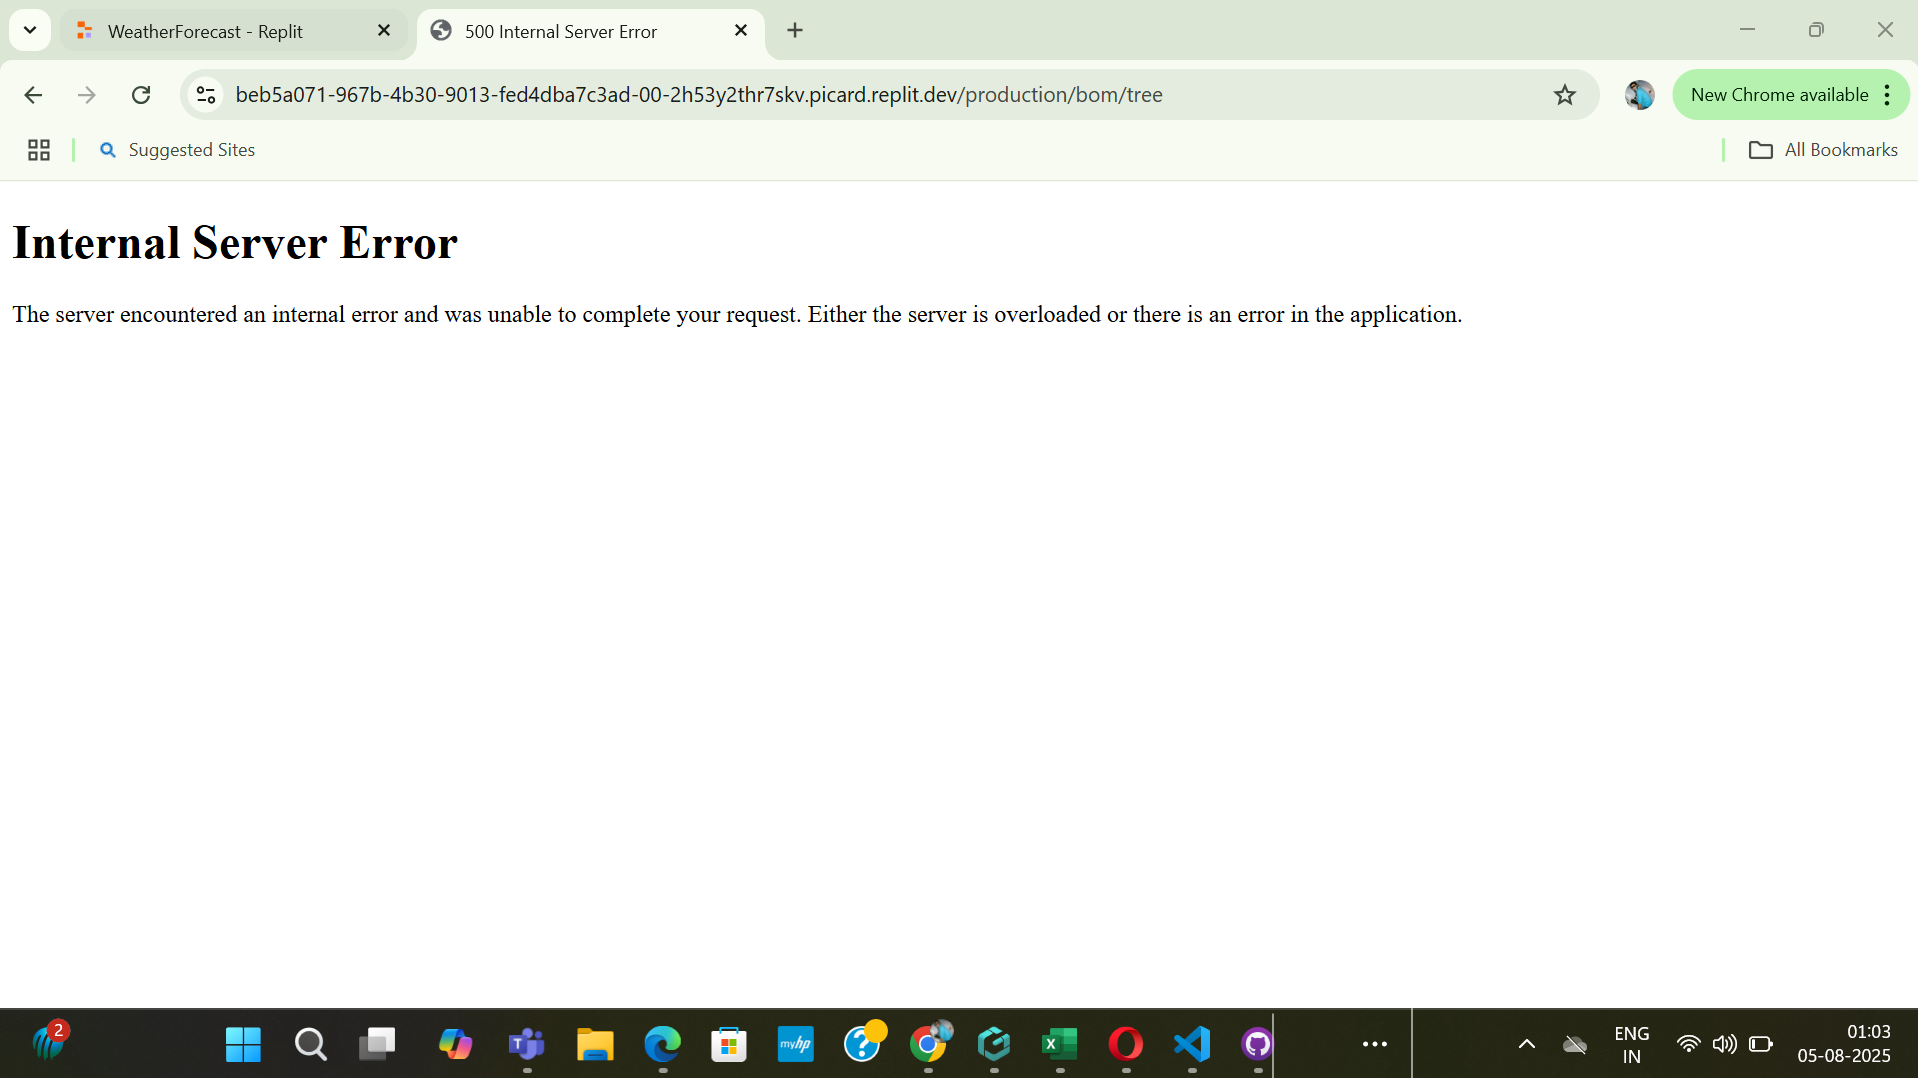 WeatherForecast - Replit
500 Internal Server Error
beb5a071-967b-4b30-9013-fed4dba7c3ad-00-2h53y2thr7skv.picard.replit.dev/production/bom/tree
New Chrome available
Suggested Sites
All Bookmarks
Internal Server Error
The server encountered an internal error and was unable to complete your request. Either the server is overloaded or there is an error in the application.
2
T
myhp
?
X
ENG
IN
01:03
05-08-2025